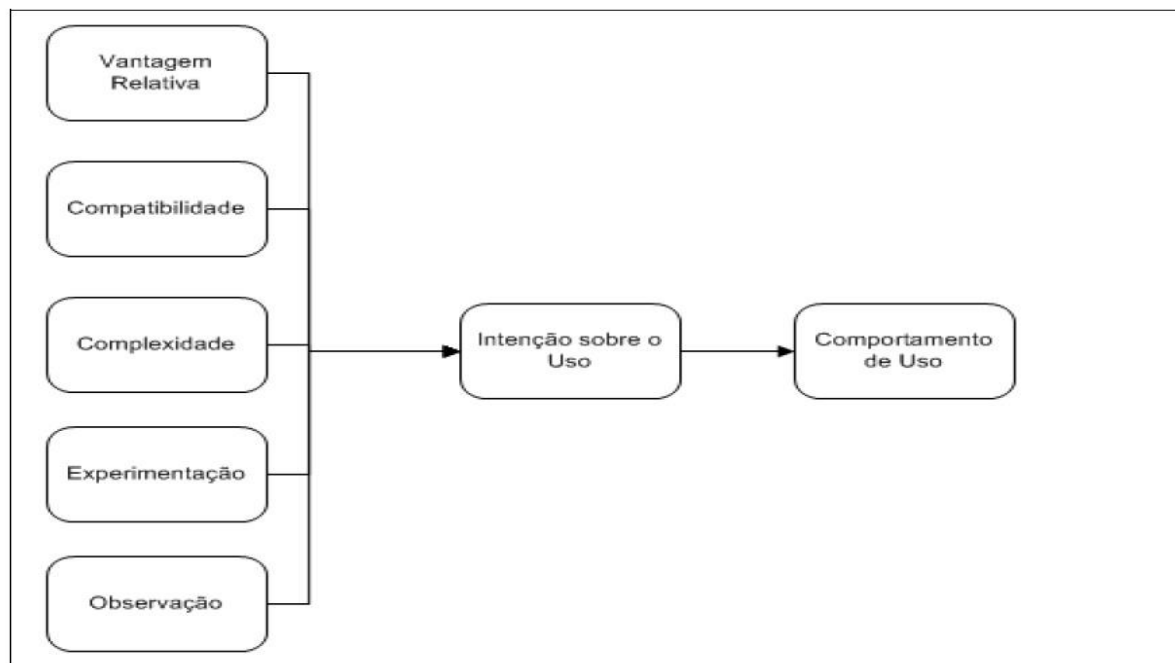 Vantagem
Relativa
Compatibilidade
Complexidade
Experimentação
Observação
Intenção sobre o
Uso
Comportamento
de Uso